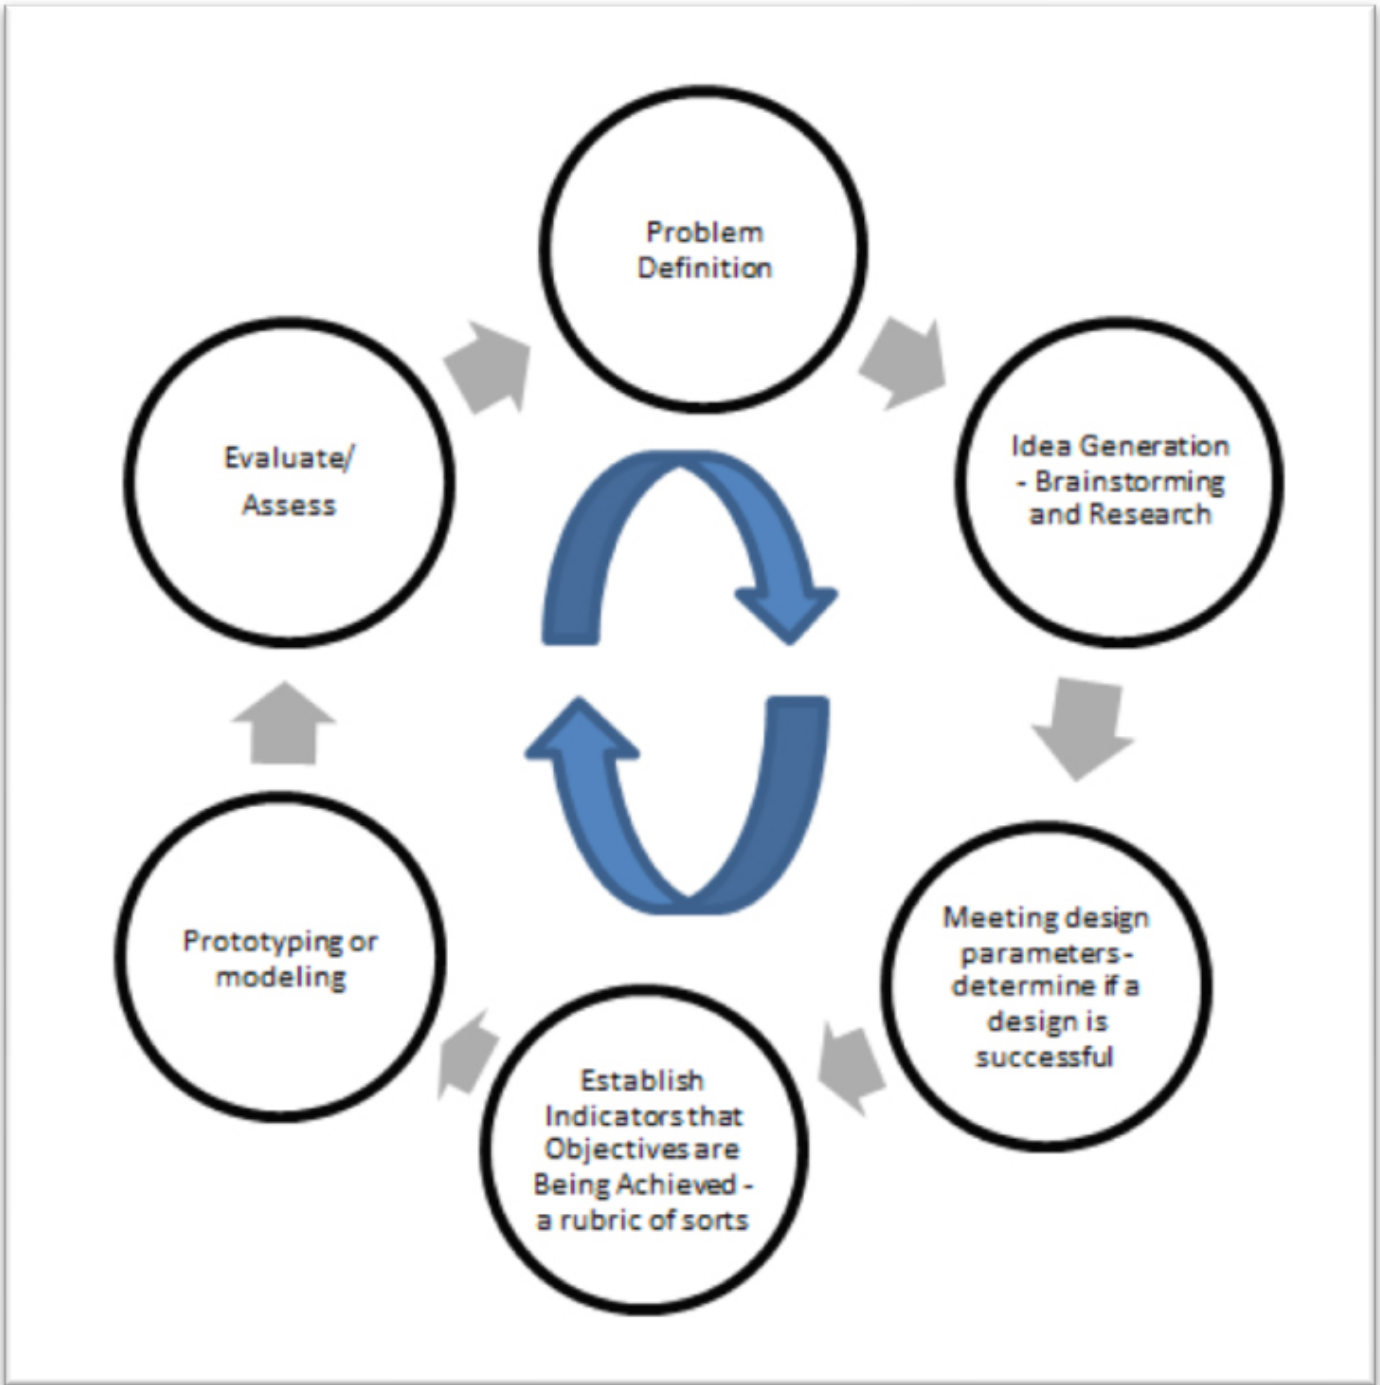 Problem
Definition
Idea Generation
- Brainstorming
and Research
Meeting design
parameters-
determine if a
design is
successful
Establish
Indicators that
Objectives are
Being Achieved -
a rubric of sorts
Prototyping or
modeling
Evaluate/
Assess